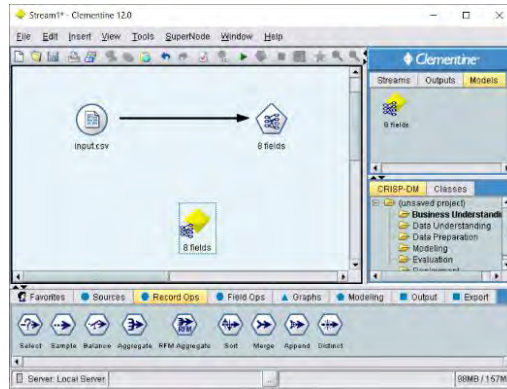 Stream1* - Clementine 12.0
File Edit Insert View Tools SuperNode Window Help
Clementine
Streams Outputs Models
8 fields
input.csv
8 fields
8 fields
CRISP-DM Classes
(unsaved project)
Business Understandi
Data Understanding
Data Preparation
Modeling
Evaluation
Favorites Sources Record Ops Field Ops Graphs Modeling Output Export
Select Sample Balance Aggregate RFM Aggregate Sort Merge Append Distinct
Server: Local Server
98MB / 157M